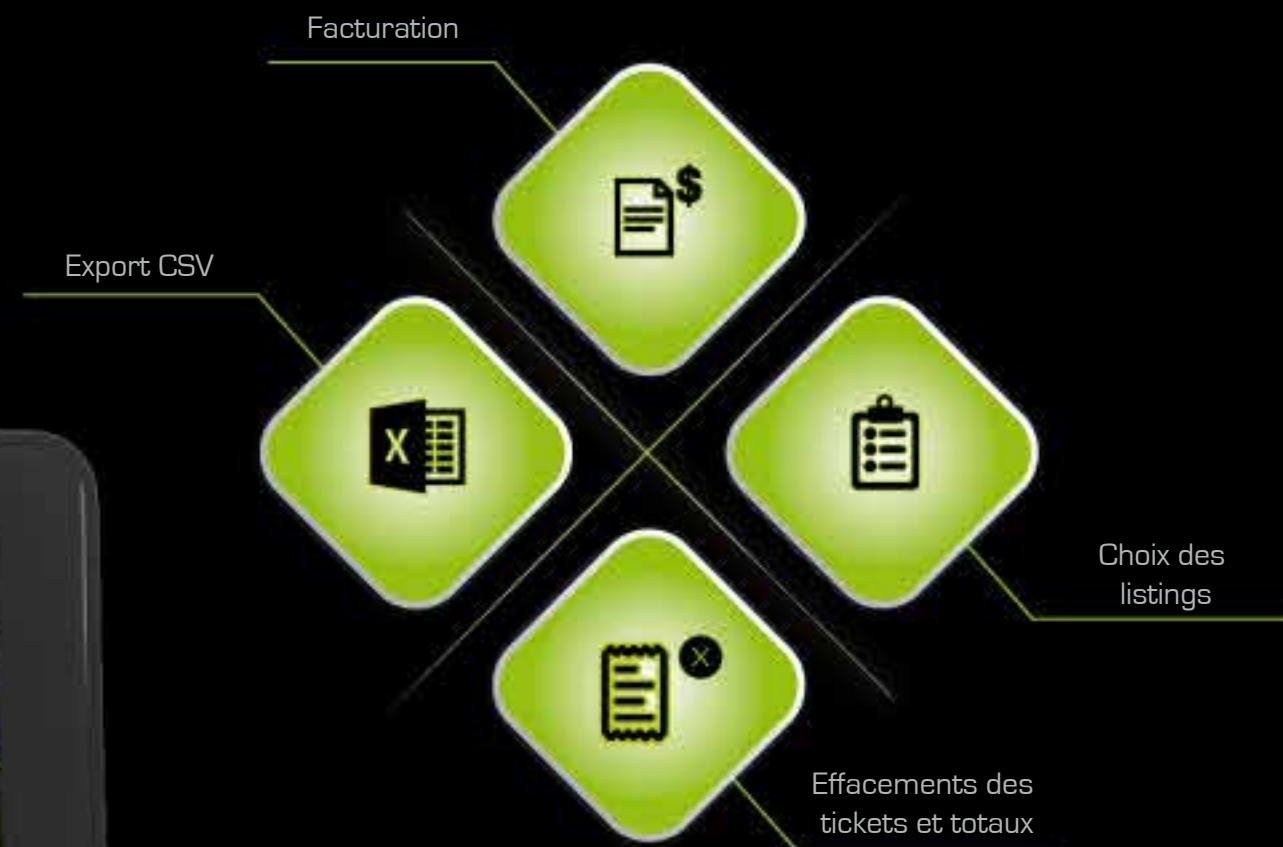 Facturation
$
Export CSV
X
Choix des
listings
X
Effacements des
tickets et totaux